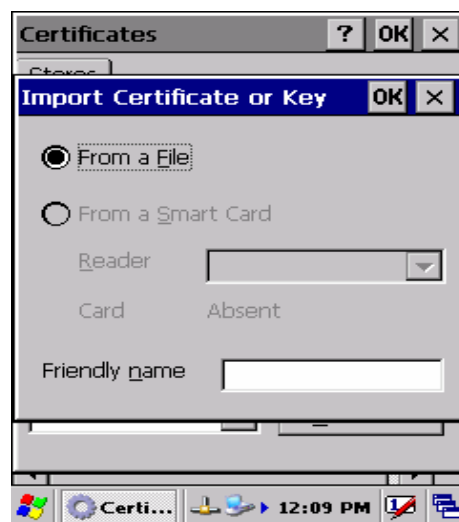 Certificates ? OK ×
Stores
Import Certificate or Key OK ×
From a File
From a Smart Card
Reader
Card Absent
Friendly name
Certi... 12:09 PM